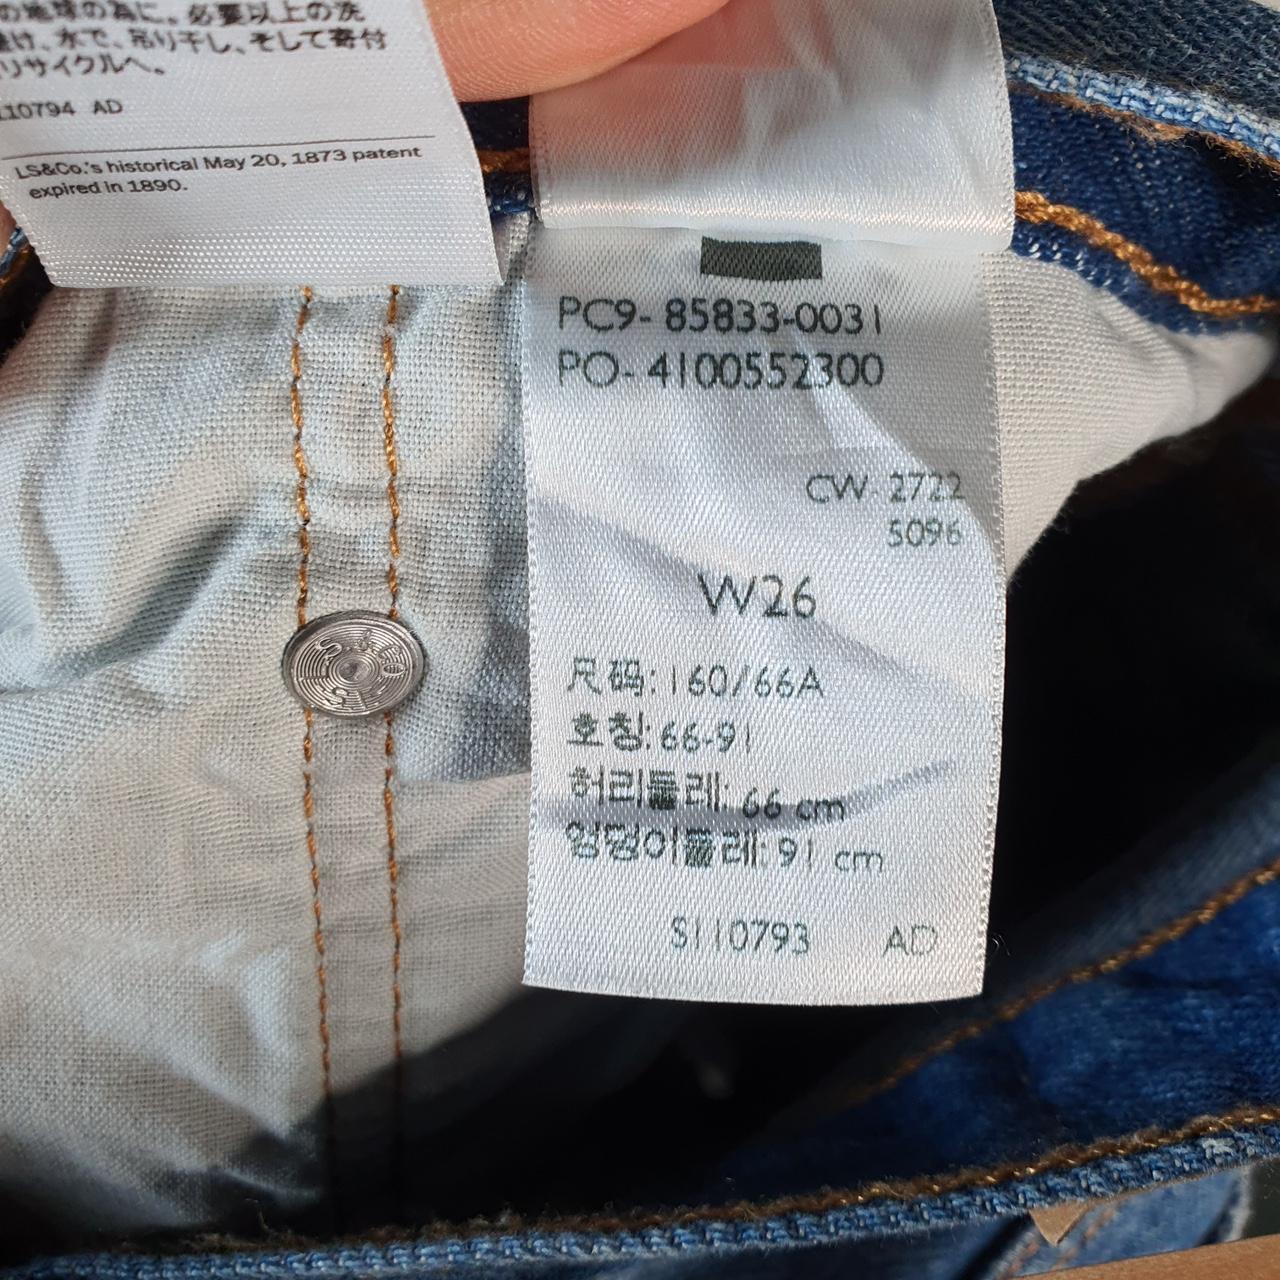 の地球の為に。必要以上の洗
け、水で、吊り干し、そして寄付
リサイクルへ。
110794 AD
LS&Co.'s historical May 20, 1873 patent
expired in 1890.
PC9- 85833-0031
PO- 4100552300
CW- 2722
5096
W26
尺码: 160/66A
호칭: 66-91
허리둘레: 66 cm
엉덩이둘레: 91 cm
S110793 AD